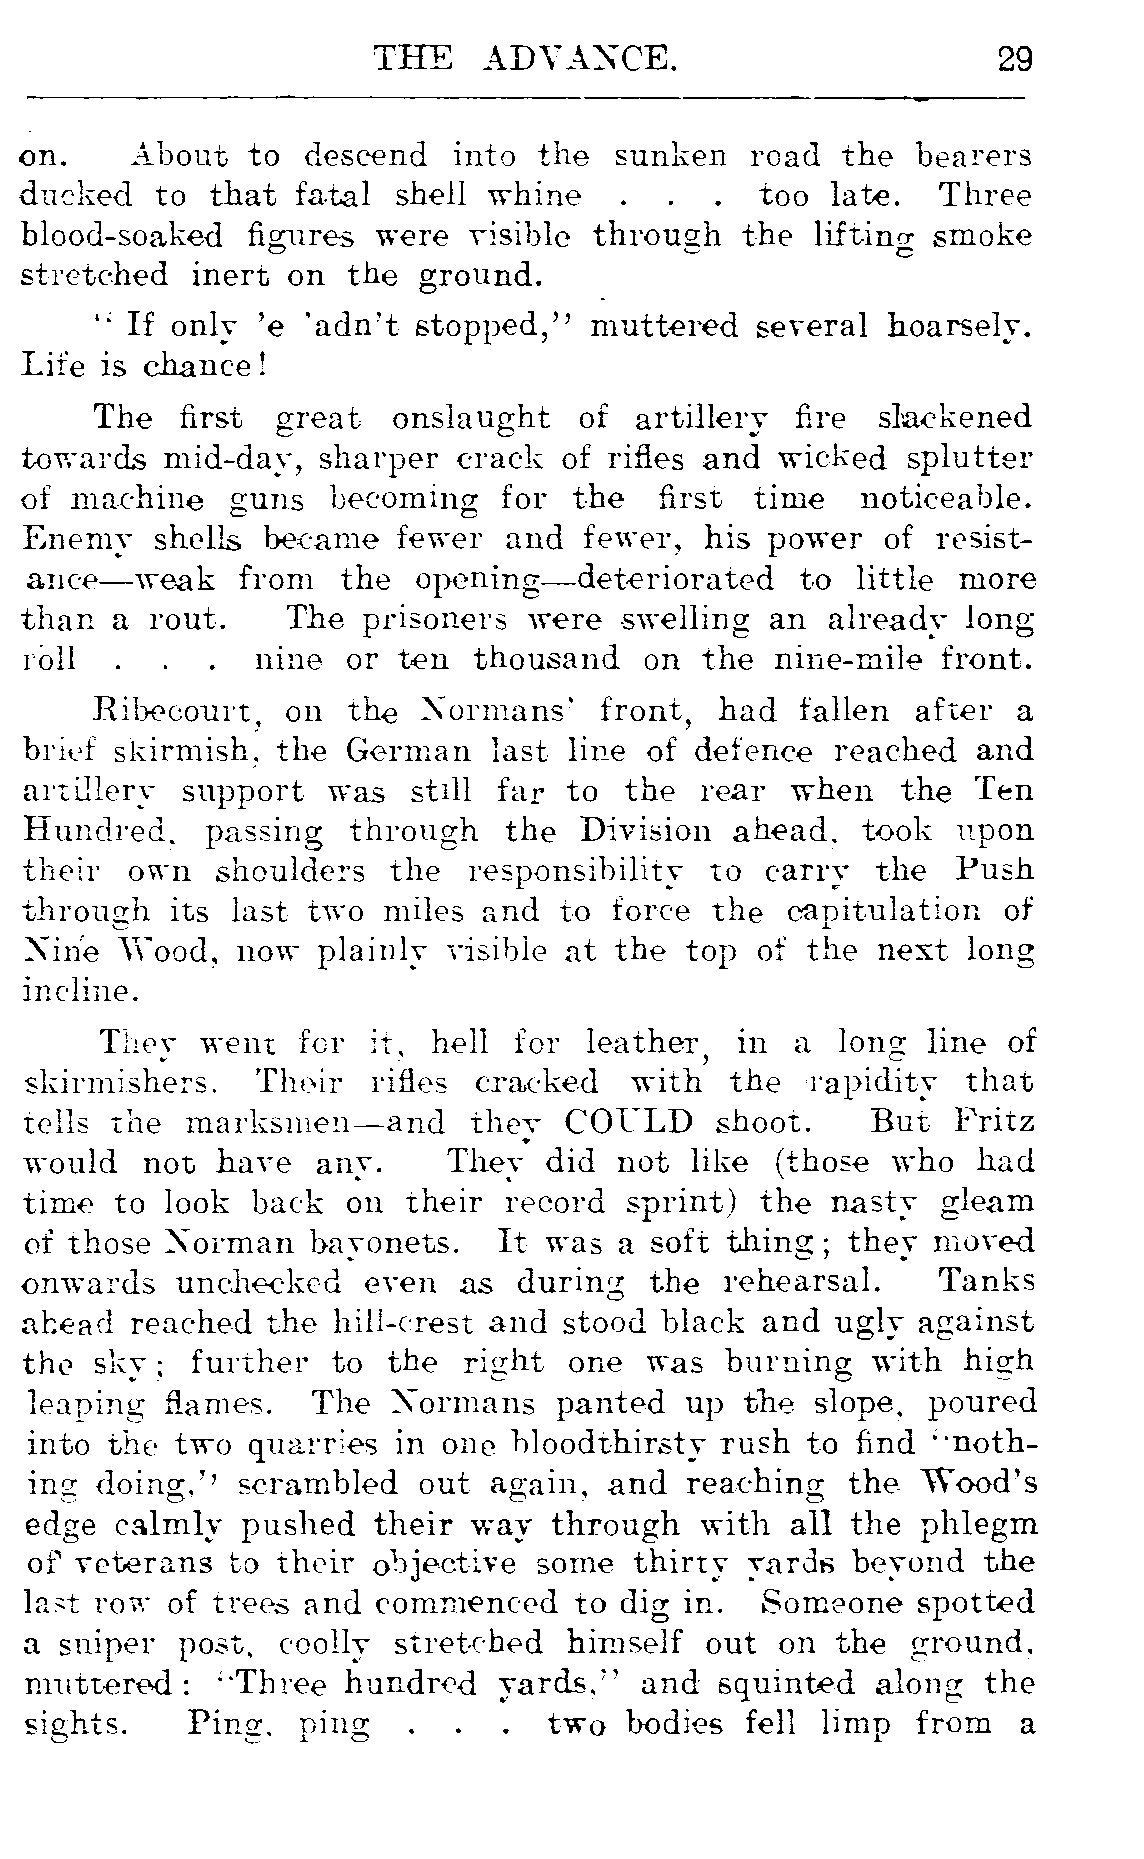 THE ADVANCE. 29
on. About to descend into the sunken road the bearers
ducked to that fatal shell whine . . . too late. Three
blood-soaked figures were visible through the lifting smoke
stretched inert on the ground.
" If only 'e 'adn't stopped," muttered several hoarsely.
Life is chance!
The first great onslaught of artillery fire slackened
towards mid-day, sharper crack of rifles and wicked splutter
of machine guns becoming for the first time noticeable.
Enemy shells became fewer and fewer, his power of resist-
ance—weak from the opening—deteriorated to little more
than a rout. The prisoners were swelling an already long
roll . . . nine or ten thousand on the nine-mile front.
Ribecourt, on the Normans' front, had fallen after a
brief skirmish, the German last line of defence reached and
artillery support was still far to the rear when the Ten
Hundred, passing through the Division ahead, took upon
their own shoulders the responsibility to carry the Push
through its last two miles and to force the capitulation of
Nine Wood, now plainly visible at the top of the next long
incline.
They went for it, hell for leather, in a long line of
skirmishers. Their rifles cracked with the rapidity that
tells the marksmen—and they COULD shoot. But Fritz
would not have any. They did not like (those who had
time to look back on their record sprint) the nasty gleam
of those Norman bayonets. It was a soft thing; they moved
onwards unchecked even as during the rehearsal. Tanks
ahead reached the hill-crest and stood black and ugly against
the sky; further to the right one was burning with high
leaping flames. The Normans panted up the slope, poured
into the two quarries in one bloodthirsty rush to find "noth-
ing doing," scrambled out again, and reaching the Wood's
edge calmly pushed their way through with all the phlegm
of veterans to their objective some thirty yards beyond the
last row of trees and commenced to dig in. Someone spotted
a sniper post, coolly stretched himself out on the ground,
muttered: "Three hundred yards," and squinted along the
sights. Ping, ping . . . two bodies fell limp from a